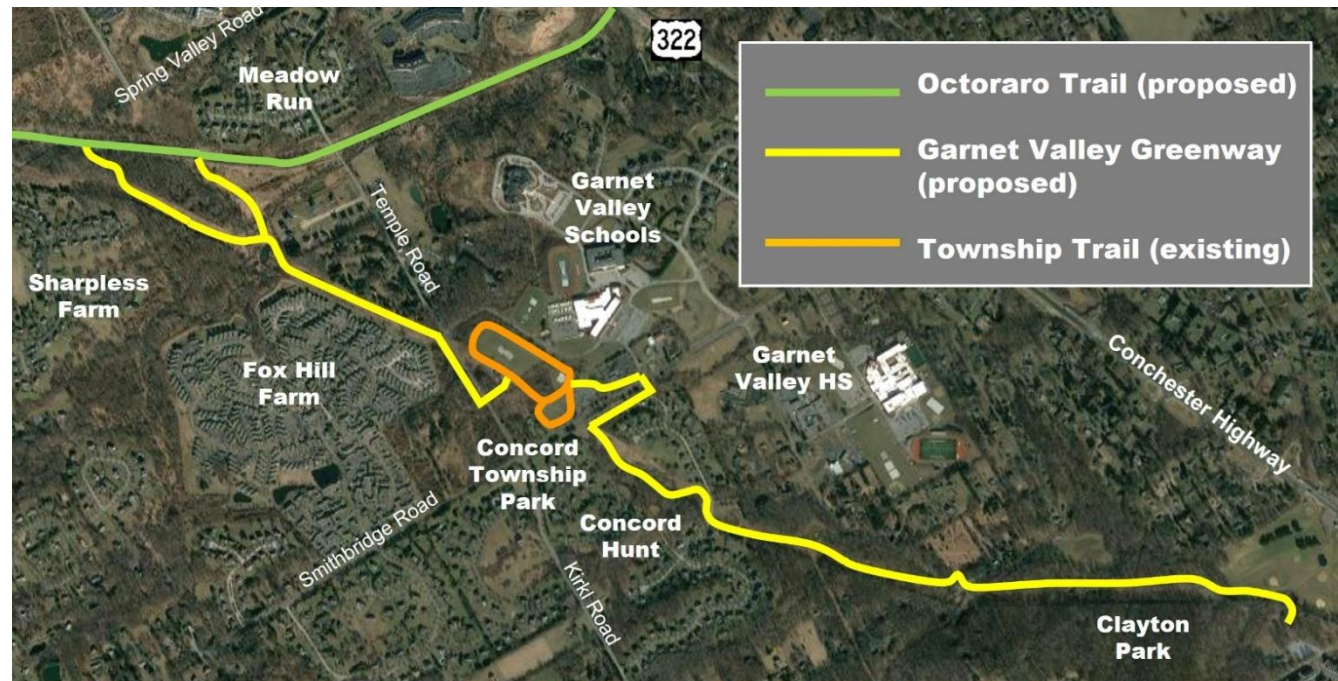 Spring Valley Road
322
Meadow
Run
Octoraro Trail (proposed)
Garnet Valley Greenway
(proposed)
Township Trail (existing)
Temple Road
Garnet
Valley
Schools
Sharpless
Farm
Fox Hill
Farm
Garnet
Valley HS
Conchester Highway
Concord
Township
Park
Smithbridge Road
Concord
Hunt
Kirkl Road
Clayton
Park